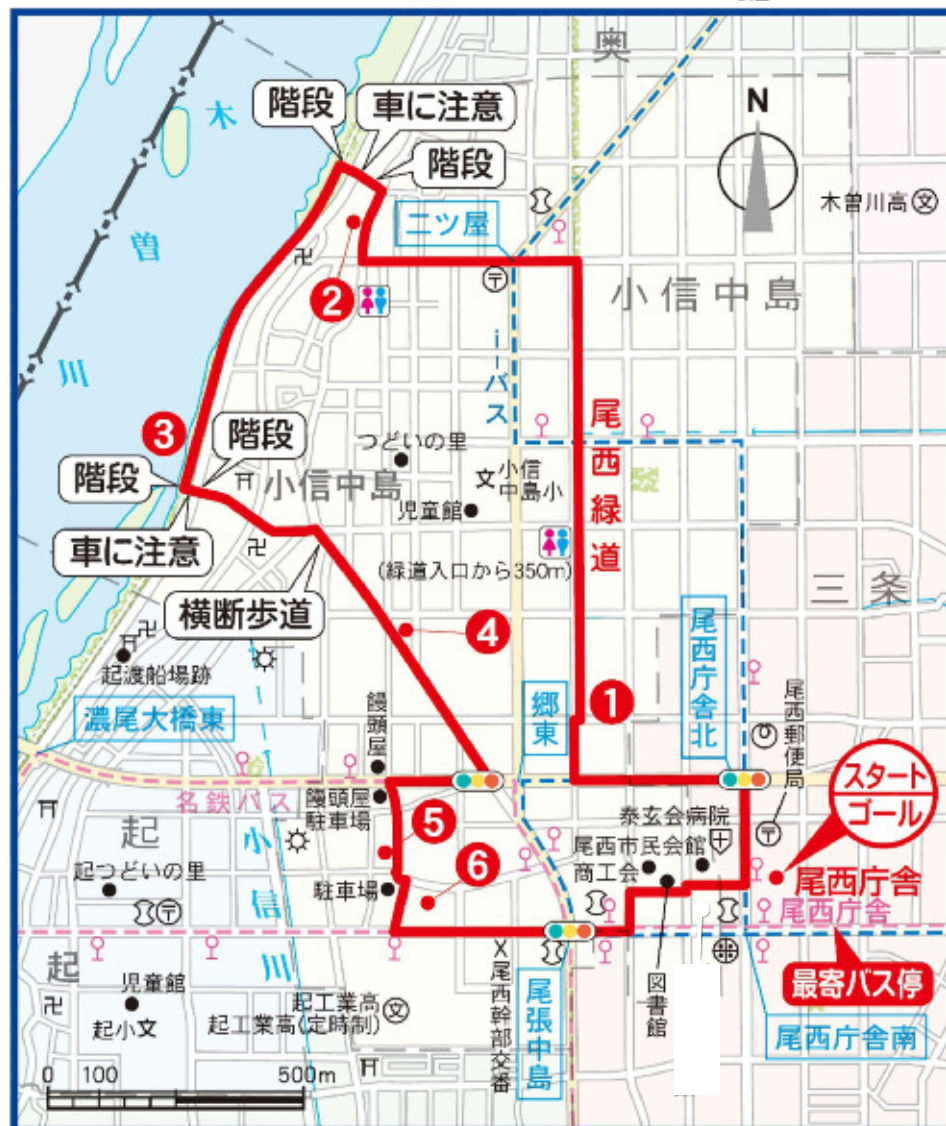 奥
木
曽
川
階段
車に注意
階段
N
木曽川高
文
二ツ屋
〒
2
小信中島
iーバス
尾西緑道
3
階段
つどいの里
小信
中島小
文
小信中島
階段
児童館
車に注意
(緑道入口から350m)
三条
横断歩道
4
尾西庁舎北
起渡船場跡
1
尾西郵便局
濃尾大橋東
饅頭屋
郷東
スタート
ゴール
名鉄バス
饅頭屋
駐車場
泰玄会病院
〒
起
小信川
5
尾西市民会館
商工会
起つどいの里
6
尾西庁舎
駐車場
〒
尾西庁舎
起
最寄バス停
児童館
X
尾西幹部交番
尾張中島
図書館
起工業高
起工業高(定時制)
文
起小文
尾西庁舎南
0 100 500m